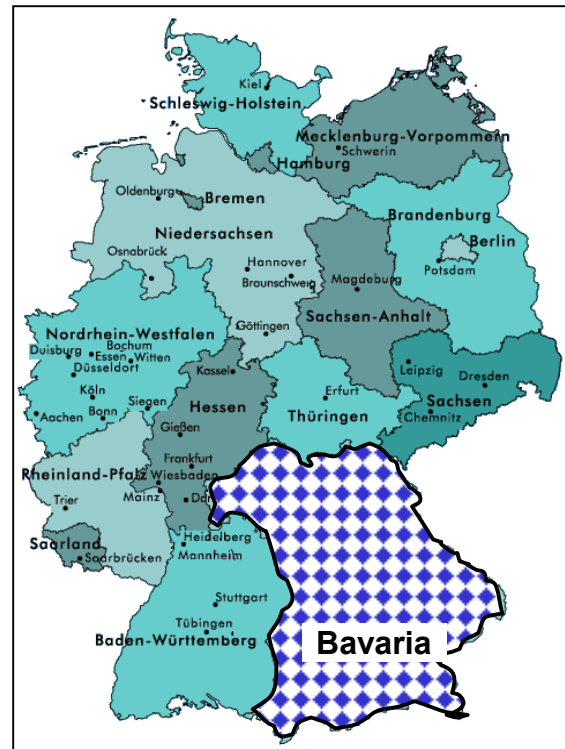 Kiel
Schleswig-Holstein
Mecklenburg-Vorpommern
Schwerin
Hamburg
Oldenburg
Bremen
Brandenburg
Niedersachsen
Berlin
Osnabrück
Hannover
Potsdam
Braunschweig
Magdeburg
Sachsen-Anhalt
Nordrhein-Westfalen
Göttingen
Bochum
Duisburg
Essen
Witten
Düsseldorf
Kassel
Leipzig
Dresden
Köln
Erfurt
Siegen
Hessen
Sachsen
Aachen
Bonn
Thüringen
Chemnitz
Gießen
Frankfurt
Rheinland-Pfalz
Wiesbaden
Mainz
Dar
Trier
Heidelberg
Saarland
Mannheim
Saarbrücken
Stuttgart
Tübingen
Baden-Württemberg
Bavaria